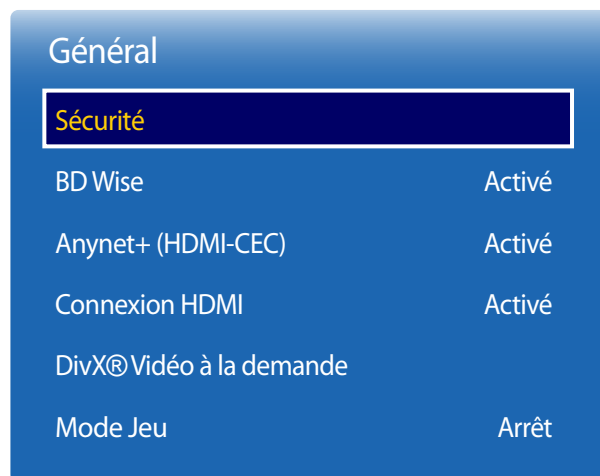 Général
Sécurité
BD Wise Activé
Anynet+ (HDMI-CEC) Activé
Connexion HDMI Activé
DivX® Vidéo à la demande
Mode Jeu Arrêt